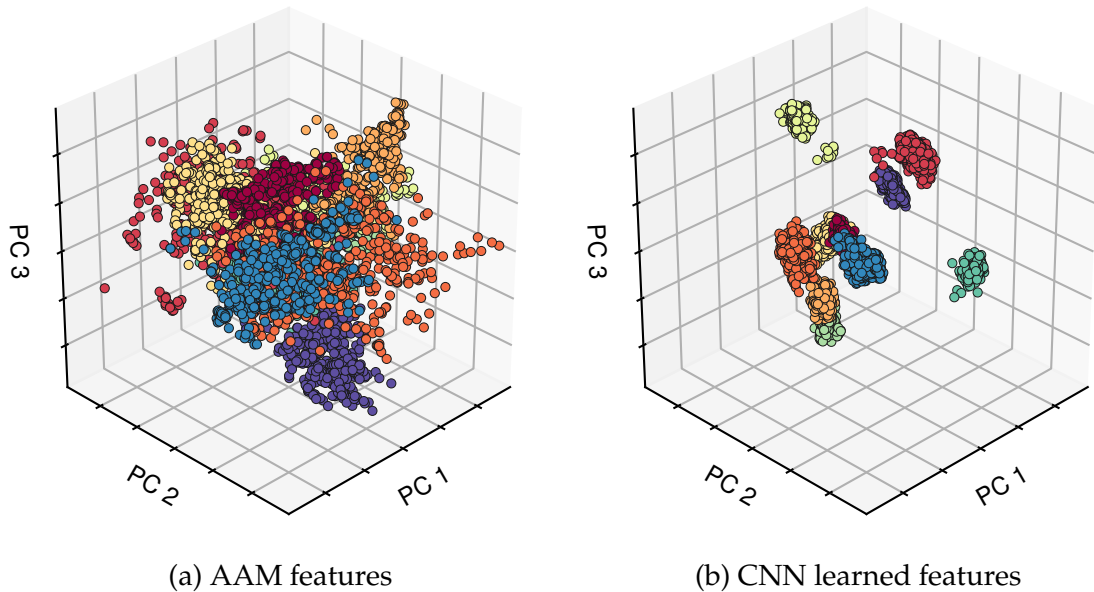 PC 3
PC 2
PC 1
(a) AAM features
PC 3
PC 2
PC 1
(b) CNN learned features